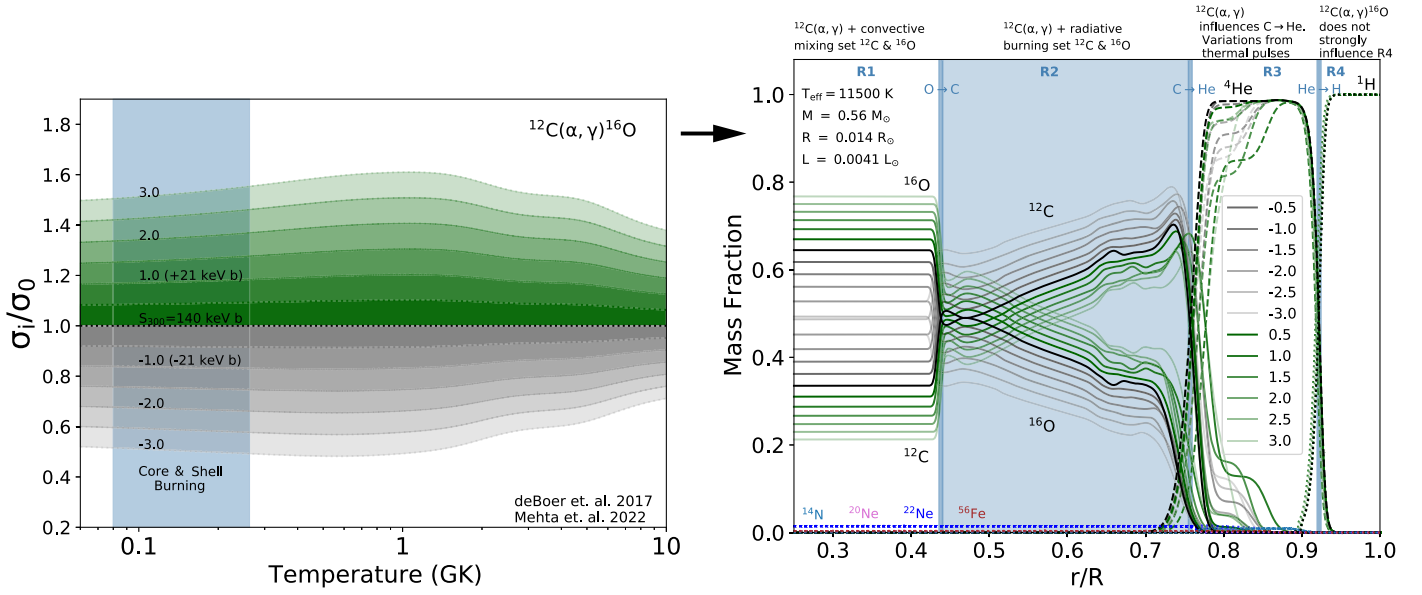 1.8
1.6
1.4
1.2
1.0
0.8
0.6
0.4
0.2
σi/σ0
¹²C(α, γ)¹⁶O
3.0
2.0
1.0 (+21 keV b)
S₃₀₀=140 keV b
-1.0 (-21 keV b)
-2.0
-3.0
Core & Shell
Burning
deBoer et. al. 2017
Mehta et. al. 2022
0.1
1
10
Temperature (GK)
¹²C(α, γ) + convective
mixing set ¹²C & ¹⁶O
¹²C(α, γ) + radiative
burning set ¹²C & ¹⁶O
¹²C(α, γ)
influences C → He.
Variations from
thermal pulses
¹²C(α, γ)¹⁶O
does not
strongly
influence R4
R1
R2
R3
R4
O → C
C → He
He → H
T_eff = 11500 K
M = 0.56 M⊙
R = 0.014 R⊙
L = 0.0041 L⊙
⁴He
¹H
¹⁶O
¹²C
¹⁶O
¹²C
-0.5
-1.0
-1.5
-2.0
-2.5
-3.0
0.5
1.0
1.5
2.0
2.5
3.0
¹⁴N
²⁰Ne
²²Ne
⁵⁶Fe
1.0
0.8
0.6
0.4
0.2
0.0
Mass Fraction
0.3
0.4
0.5
0.6
0.7
0.8
0.9
1.0
r/R